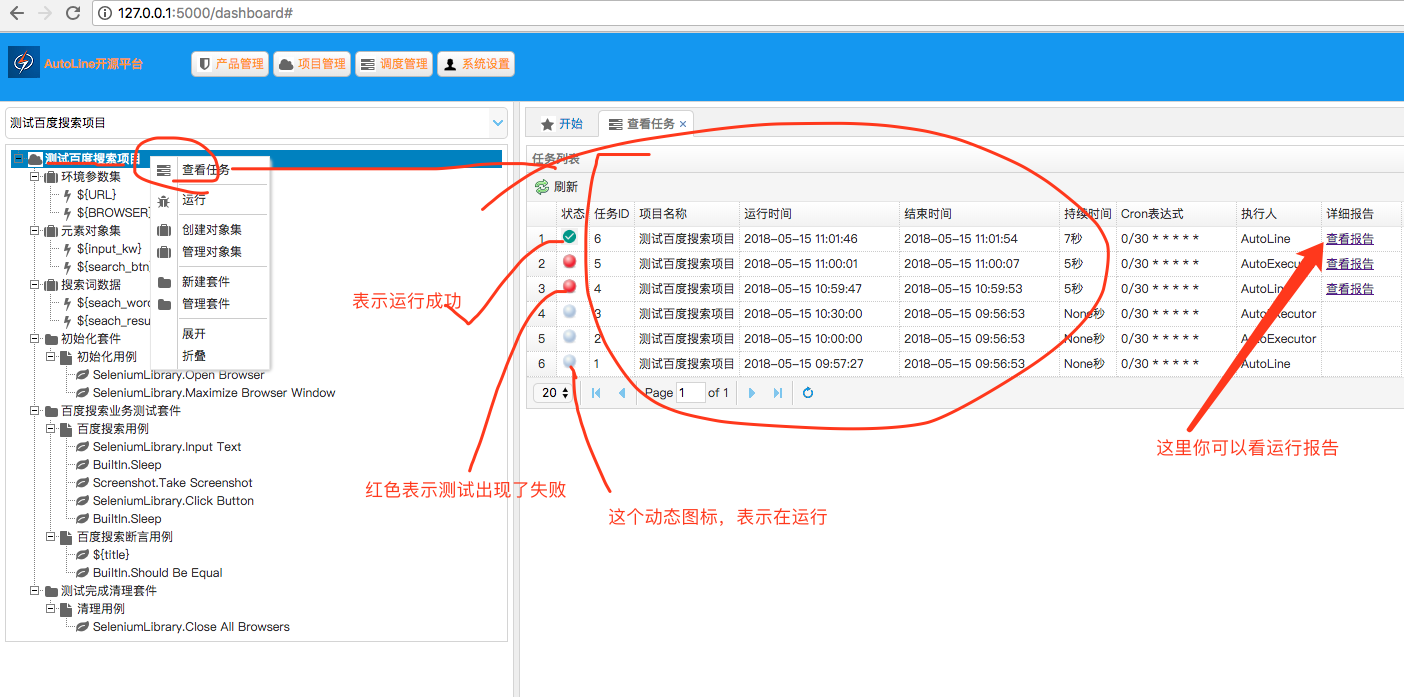 127.0.0.1:5000/dashboard#
AutoLine开源平台
产品管理
项目管理
调度管理
系统设置
测试百度搜索项目
测试百度搜索项目
环境参数集
${URL}
${BROWSER}
元素对象集
${input_kw}
${search_btn
搜索词数据
${seach_word
${seach_resu
初始化套件
初始化用例
SeleniumLibrary.Open Browser
SeleniumLibrary.Maximize Browser Window
百度搜索业务测试套件
百度搜索用例
SeleniumLibrary.Input Text
BuiltIn.Sleep
Screenshot.Take Screenshot
SeleniumLibrary.Click Button
BuiltIn.Sleep
百度搜索断言用例
${title}
BuiltIn.Should Be Equal
测试完成清理套件
清理用例
SeleniumLibrary.Close All Browsers
查看任务
运行
创建对象集
管理对象集
新建套件
管理套件
展开
折叠
开始
查看任务 ×
任务列表
刷新
状态 任务ID 项目名称 运行时间 结束时间 持续时间 Cron表达式 执行人 详细报告
1 6 测试百度搜索项目 2018-05-15 11:01:46 2018-05-15 11:01:54 7秒 0/30 * * * * * AutoLine 查看报告
2 5 测试百度搜索项目 2018-05-15 11:00:01 2018-05-15 11:00:07 5秒 0/30 * * * * * AutoExecutor 查看报告
3 4 测试百度搜索项目 2018-05-15 10:59:47 2018-05-15 10:59:53 5秒 0/30 * * * * * AutoLine 查看报告
4 3 测试百度搜索项目 2018-05-15 10:30:00 2018-05-15 09:56:53 None秒 0/30 * * * * * AutoExecutor
5 2 测试百度搜索项目 2018-05-15 10:00:00 2018-05-15 09:56:53 None秒 0/30 * * * * * AutoExecutor
6 1 测试百度搜索项目 2018-05-15 09:57:27 2018-05-15 09:56:53 None秒 0/30 * * * * * AutoLine
20 Page 1 of 1
表示运行成功
红色表示测试出现了失败
这个动态图标，表示在运行
这里你可以看运行报告